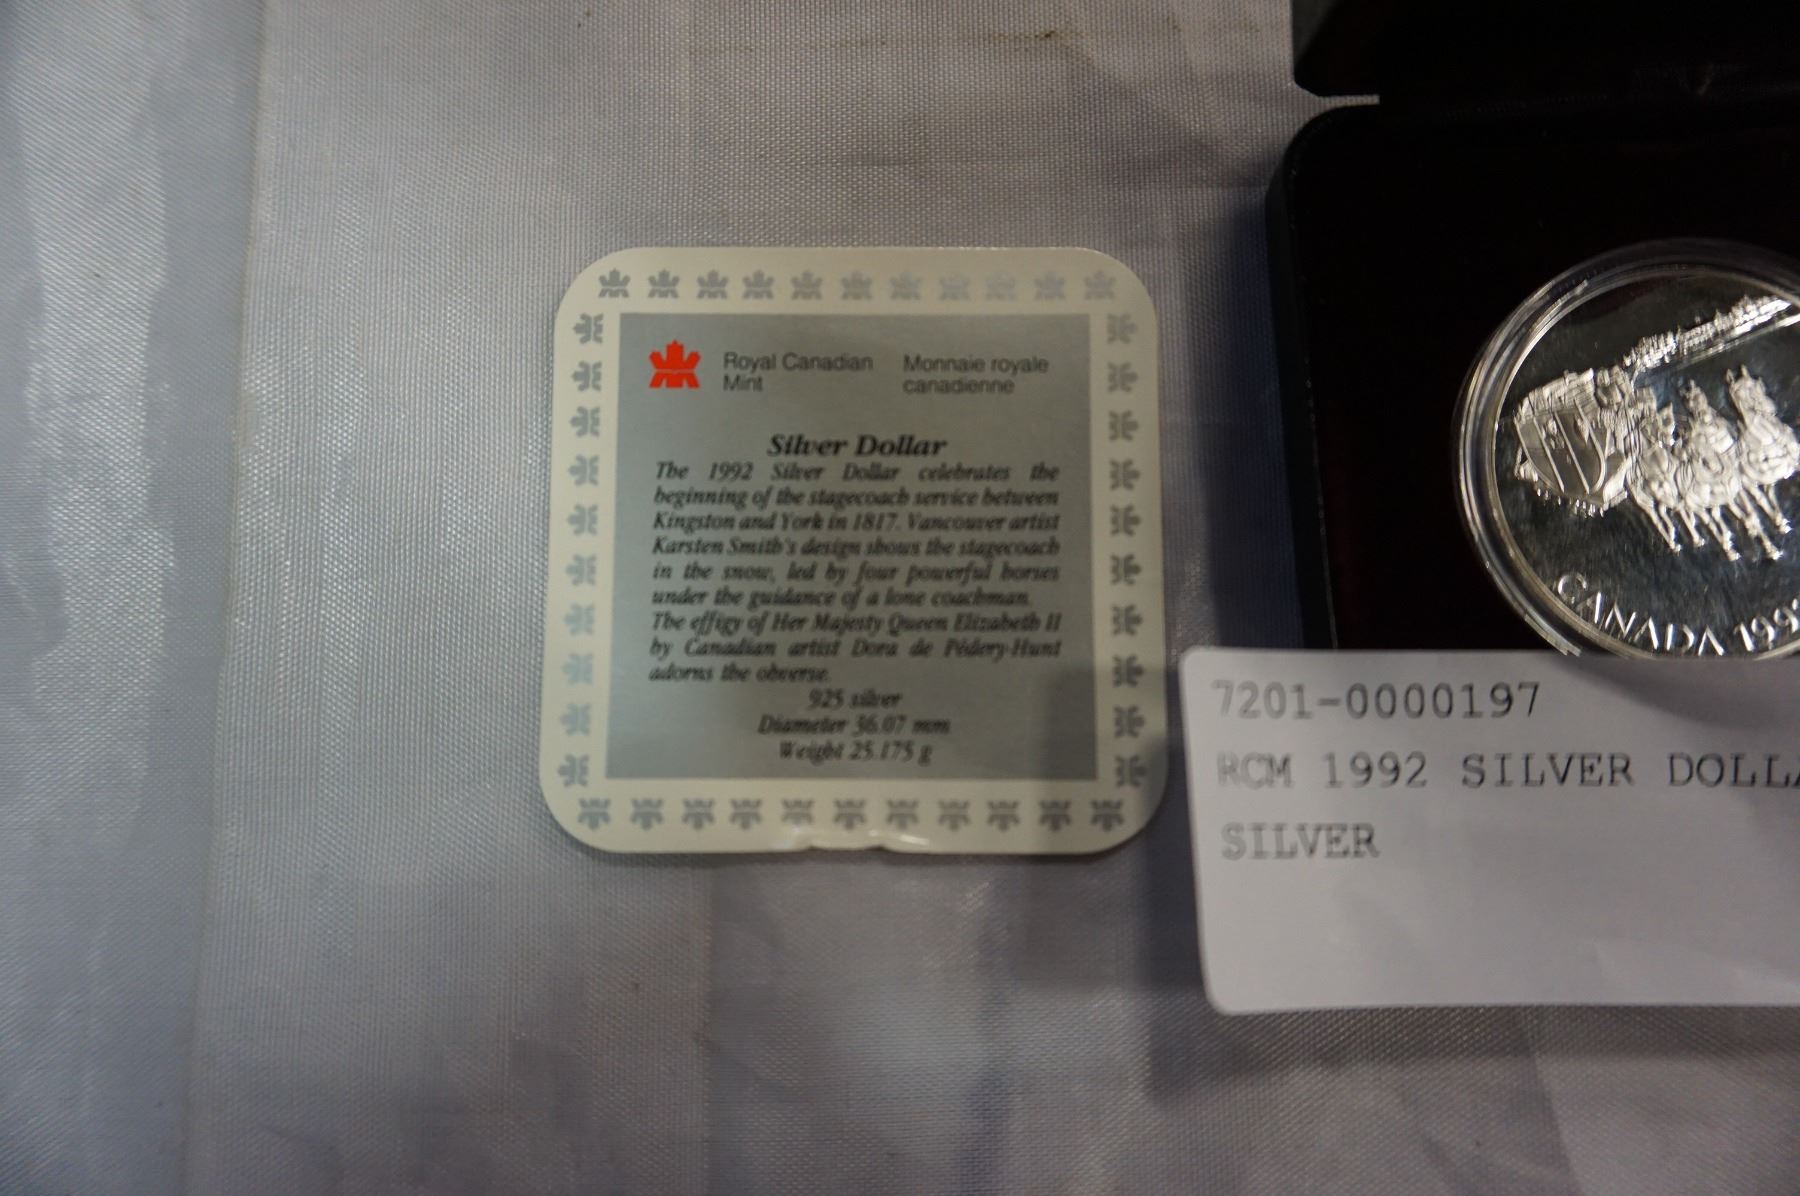 Royal Canadian Mint
Monnaie royale canadienne
Silver Dollar
The 1992 Silver Dollar celebrates the
beginning of the stagecoach service between
Kingston and York in 1817. Vancouver artist
Karsten Smith's design shows the stagecoach
in the snow, led by four powerful horses
under the guidance of a lone coachman.
The effigy of Her Majesty Queen Elizabeth II
by Canadian artist Dora de Pédery-Hunt
adorns the obverse.
925 silver
Diameter 36.07 mm
Weight 25.175 g
CANADA 199
7201-0000197
RCM 1992 SILVER DOLL
SILVER